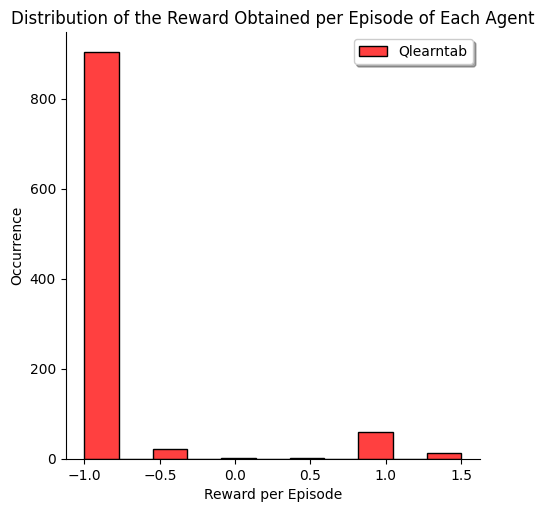 Distribution of the Reward Obtained per Episode of Each Agent
Qlearntab
800
600
400
200
0
Occurrence
−1.0 −0.5 0.0 0.5 1.0 1.5
Reward per Episode